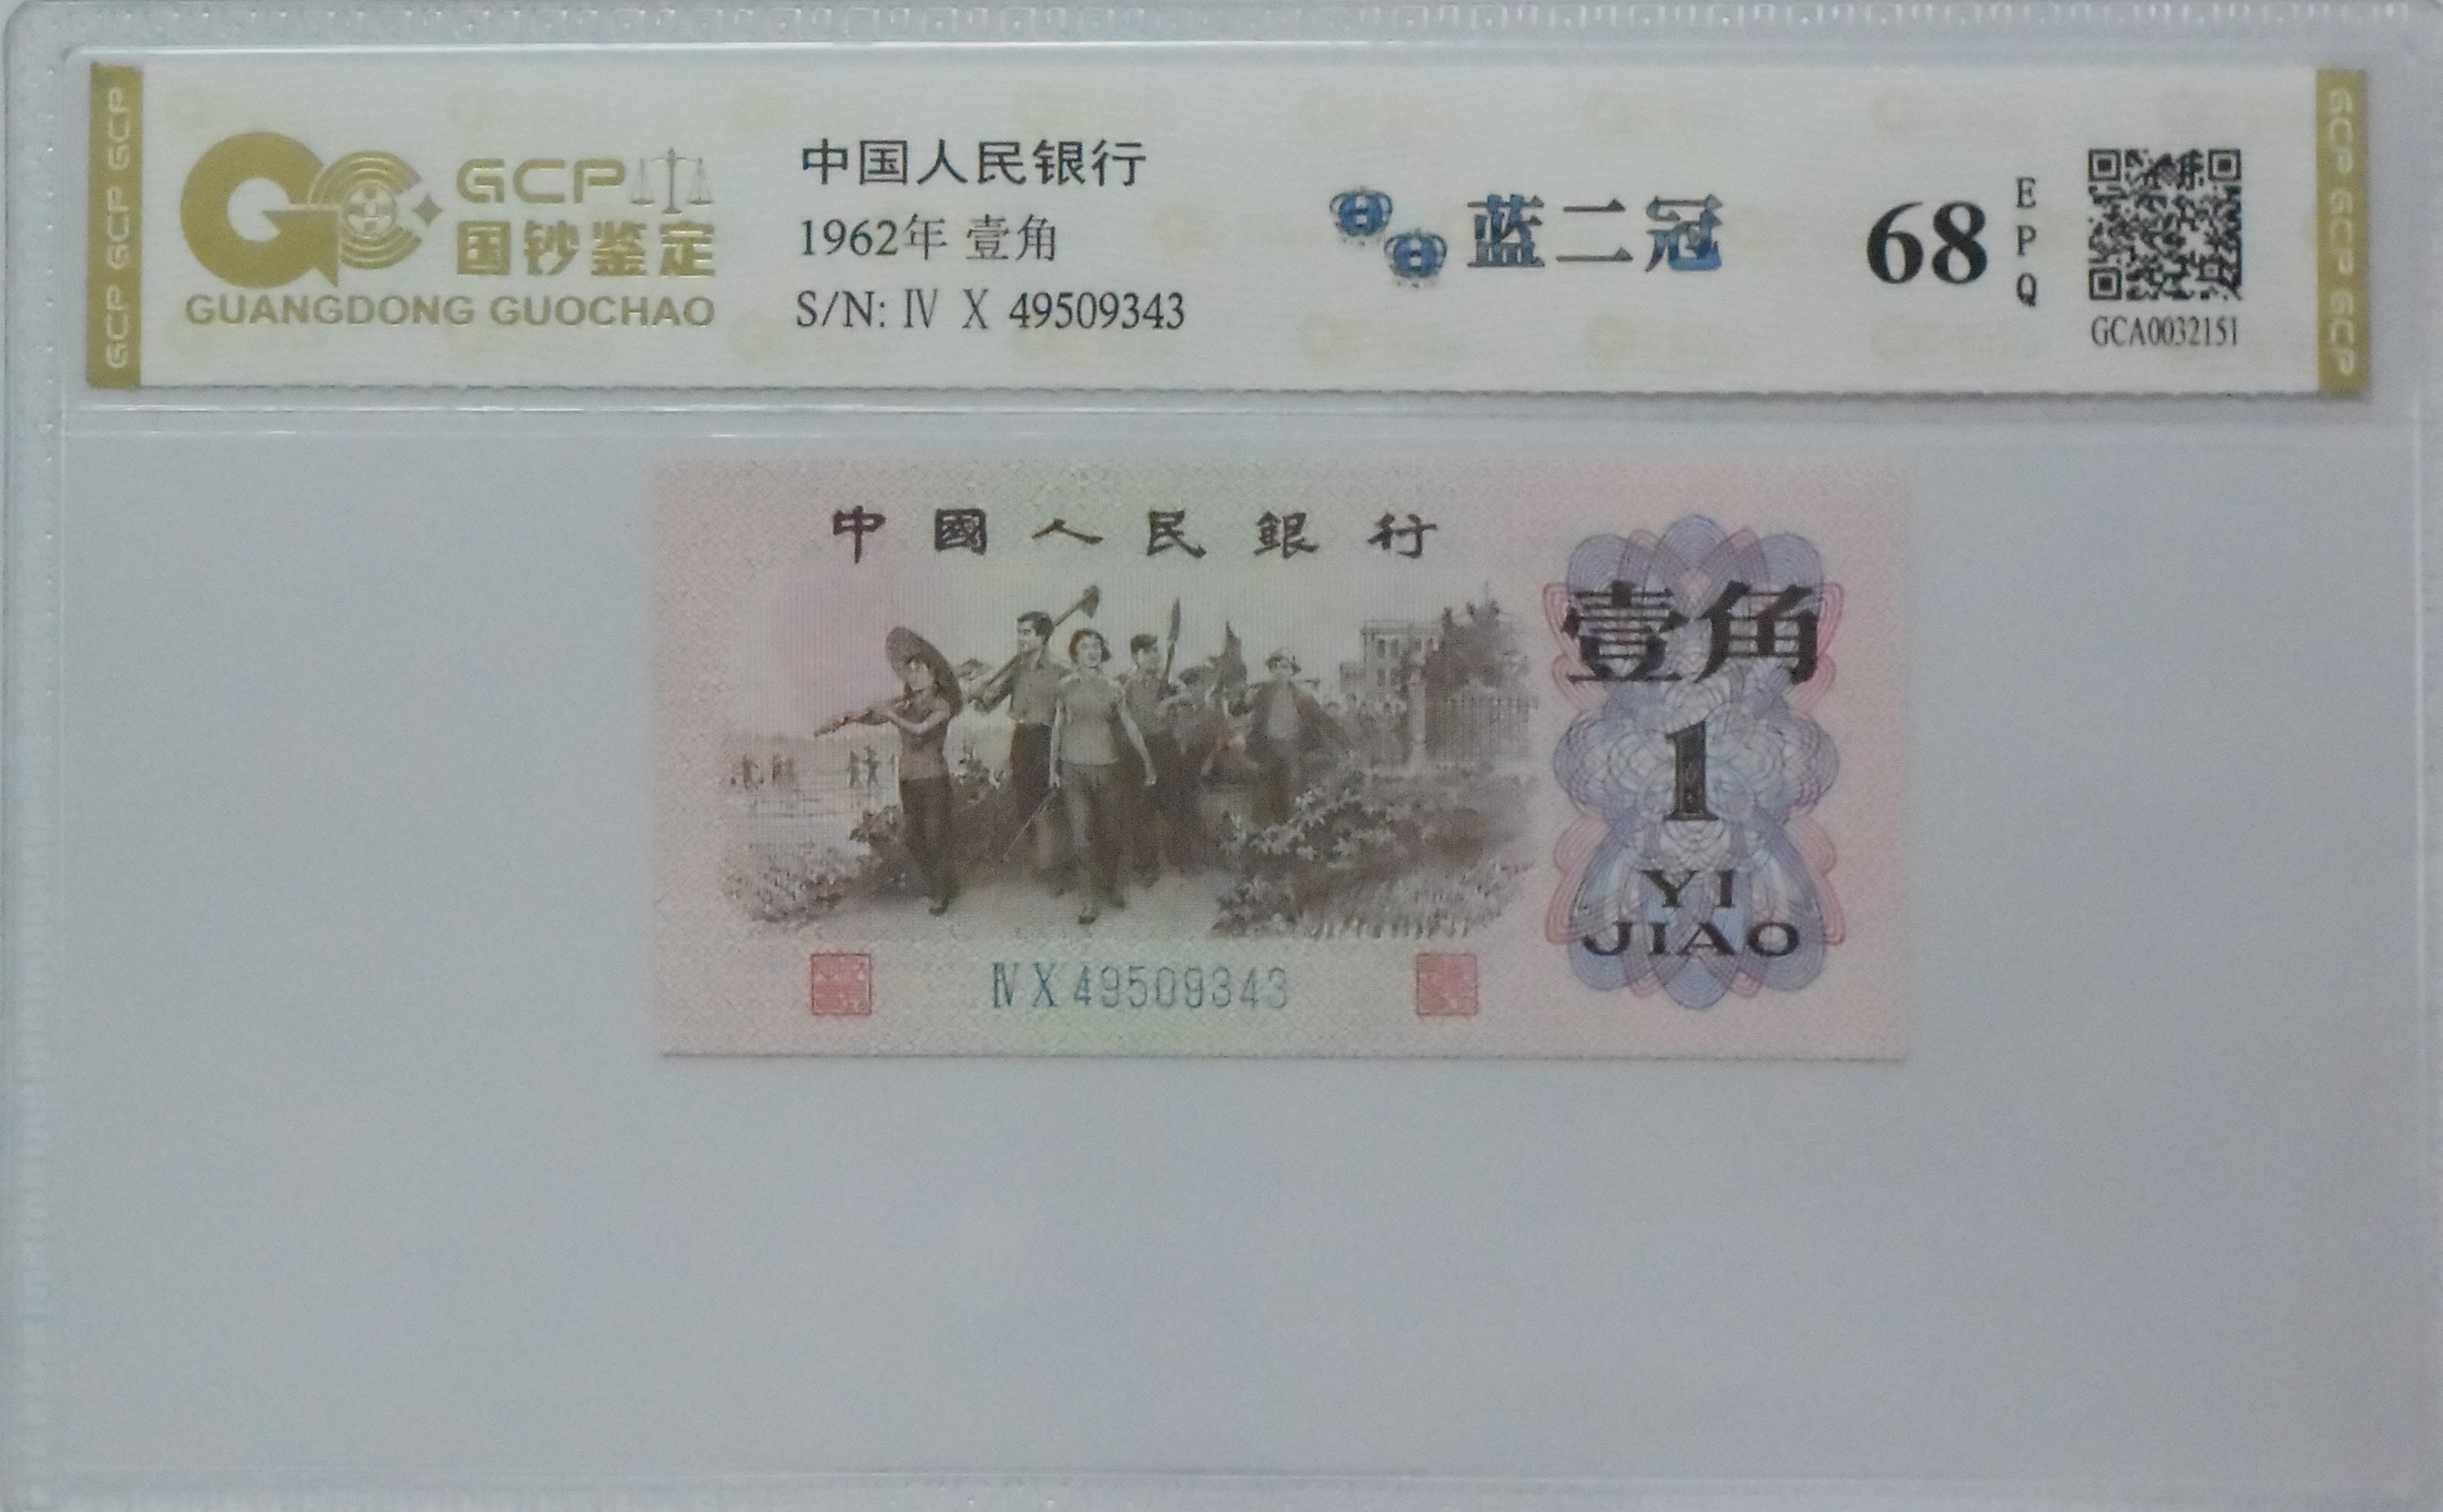 GCP GCP GCP
GCP
国钞鉴定
GUANGDONG GUOCHAO
中国人民银行
1962年 壹角
S/N: Ⅳ X 49509343
蓝二冠
68
EPQ
GCA0032151
GCP GCP GCP
中國人民銀行
壹角
1
YI
JIAO
Ⅳ X 49509343